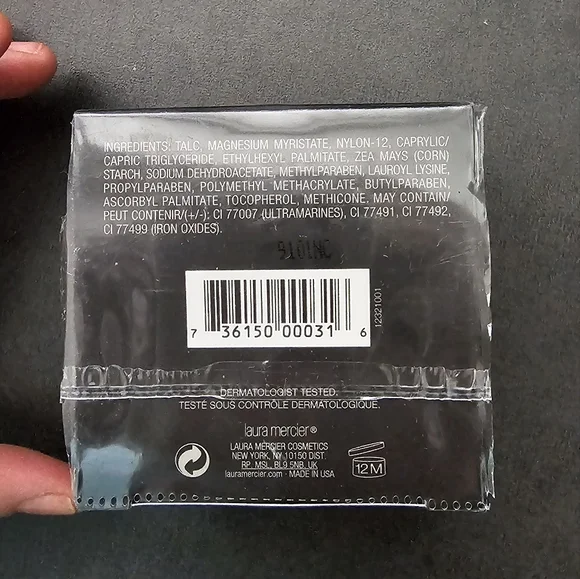 INGREDIENTS: TALC, MAGNESIUM MYRISTATE, NYLON-12, CAPRYLIC/
CAPRIC TRIGLYCERIDE, ETHYLHEXYL PALMITATE, ZEA MAYS (CORN)
STARCH, SODIUM DEHYDROACETATE, METHYLPARABEN, LAUROYL LYSINE,
PROPYLPARABEN, POLYMETHYL METHACRYLATE, BUTYLPARABEN,
ASCORBYL PALMITATE, TOCOPHEROL, METHICONE. MAY CONTAIN/
PEUT CONTENIR/(+/-): CI 77007 (ULTRAMARINES), CI 77491, CI 77492,
CI 77499 (IRON OXIDES).
9101NC
7 36150 00031 6
12321001
DERMATOLOGIST TESTED.
TESTÉ SOUS CONTRÔLE DERMATOLOGIQUE.
laura mercier®
LAURA MERCIER COSMETICS
NEW YORK, NY 10150 DIST.
BP, MSL, BL9 5NB, UK
lauramercier.com · MADE IN USA
12M